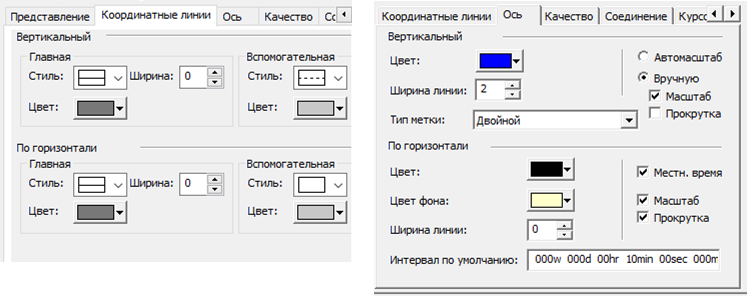 Представление Координатные линии Ось Качество
Вертикальный
Главная Вспомогательная
Стиль: Ширина: 0 Стиль:
Цвет: Цвет:
По горизонтали
Главная Вспомогательная
Стиль: Ширина: 0 Стиль:
Цвет: Цвет:
Координатные линии Ось Качество Соединение Курсо
Вертикальный
Цвет: Автомасштаб
Вручную
Ширина линии: 2 Масштаб
Прокрутка
Тип метки: Двойной
По горизонтали
Цвет: Местн. время
Цвет фона: Масштаб
Прокрутка
Ширина линии: 0
Интервал по умолчанию: 000w 000d 00hr 10min 00sec 000m